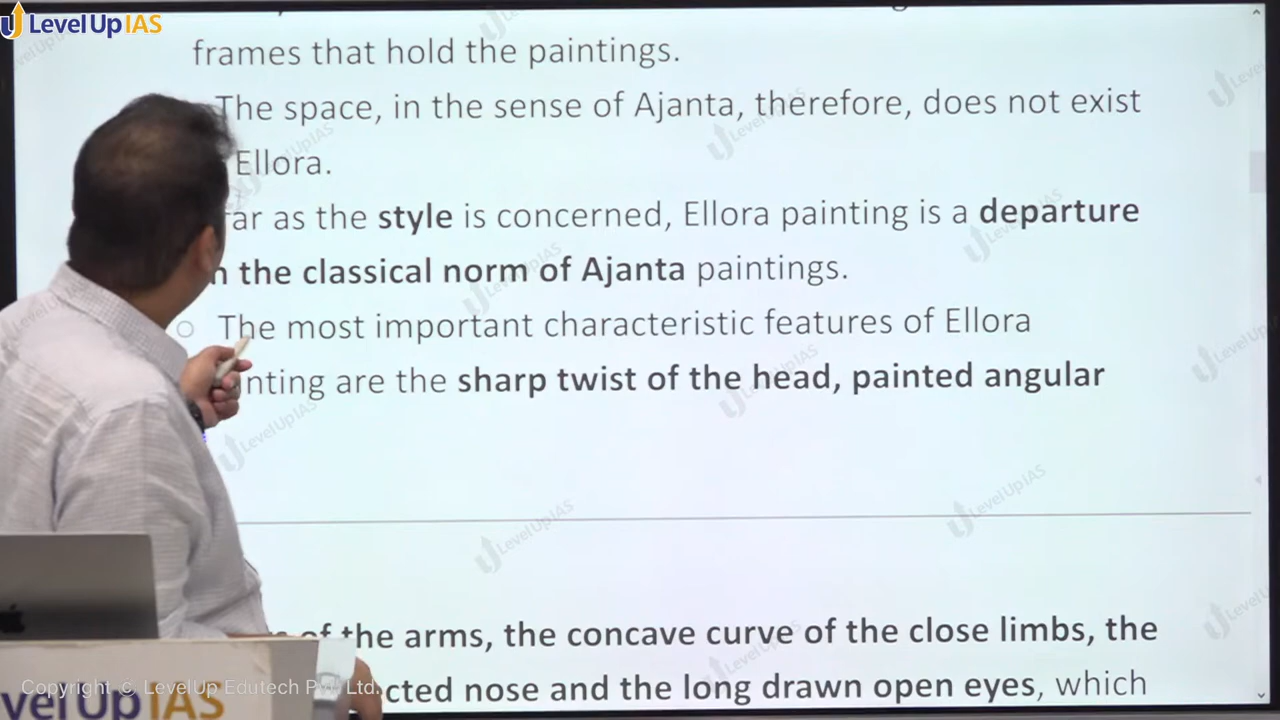 LevelUp IAS
frames that hold the paintings.
The space, in the sense of Ajanta, therefore, does not exist
Ellora.
ar as the style is concerned, Ellora painting is a departure
the classical norm of Ajanta paintings.
○ The most important characteristic features of Ellora
nting are the sharp twist of the head, painted angular
of the arms, the concave curve of the close limbs, the
cted nose and the long drawn open eyes, which
Copyright © LevelUp Edutech Pvt. Ltd.
velUpIAS